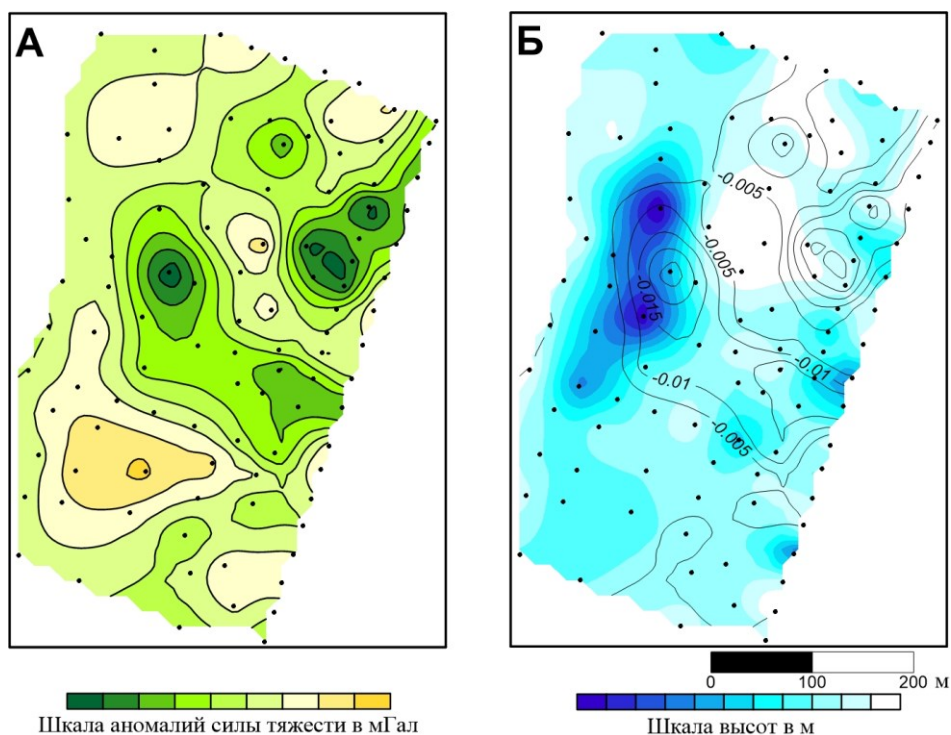 А
Б
-0.005
-0.005
-0.015
-0.01
-0.01
-0.005
0 100 200 м
Шкала аномалий силы тяжести в мГал
Шкала высот в м